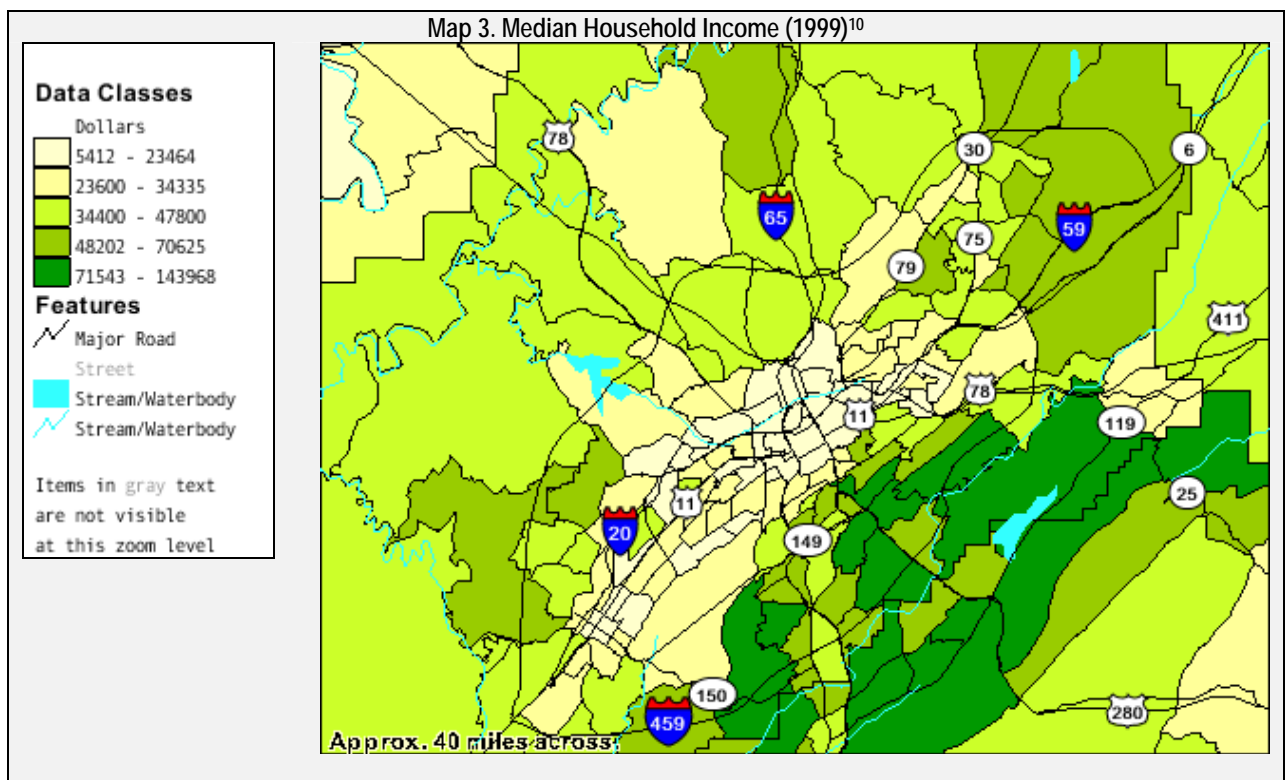 Map 3. Median Household Income (1999)10
Data Classes
Dollars
5412 - 23464
23600 - 34335
34400 - 47800
48202 - 70625
71543 - 143968
Features
Major Road
Street
Stream/Waterbody
Stream/Waterbody
Items in gray text
are not visible
at this zoom level
78
30
6
65
59
75
79
411
78
11
119
11
25
20
149
150
459
280
Approx. 40 miles across.